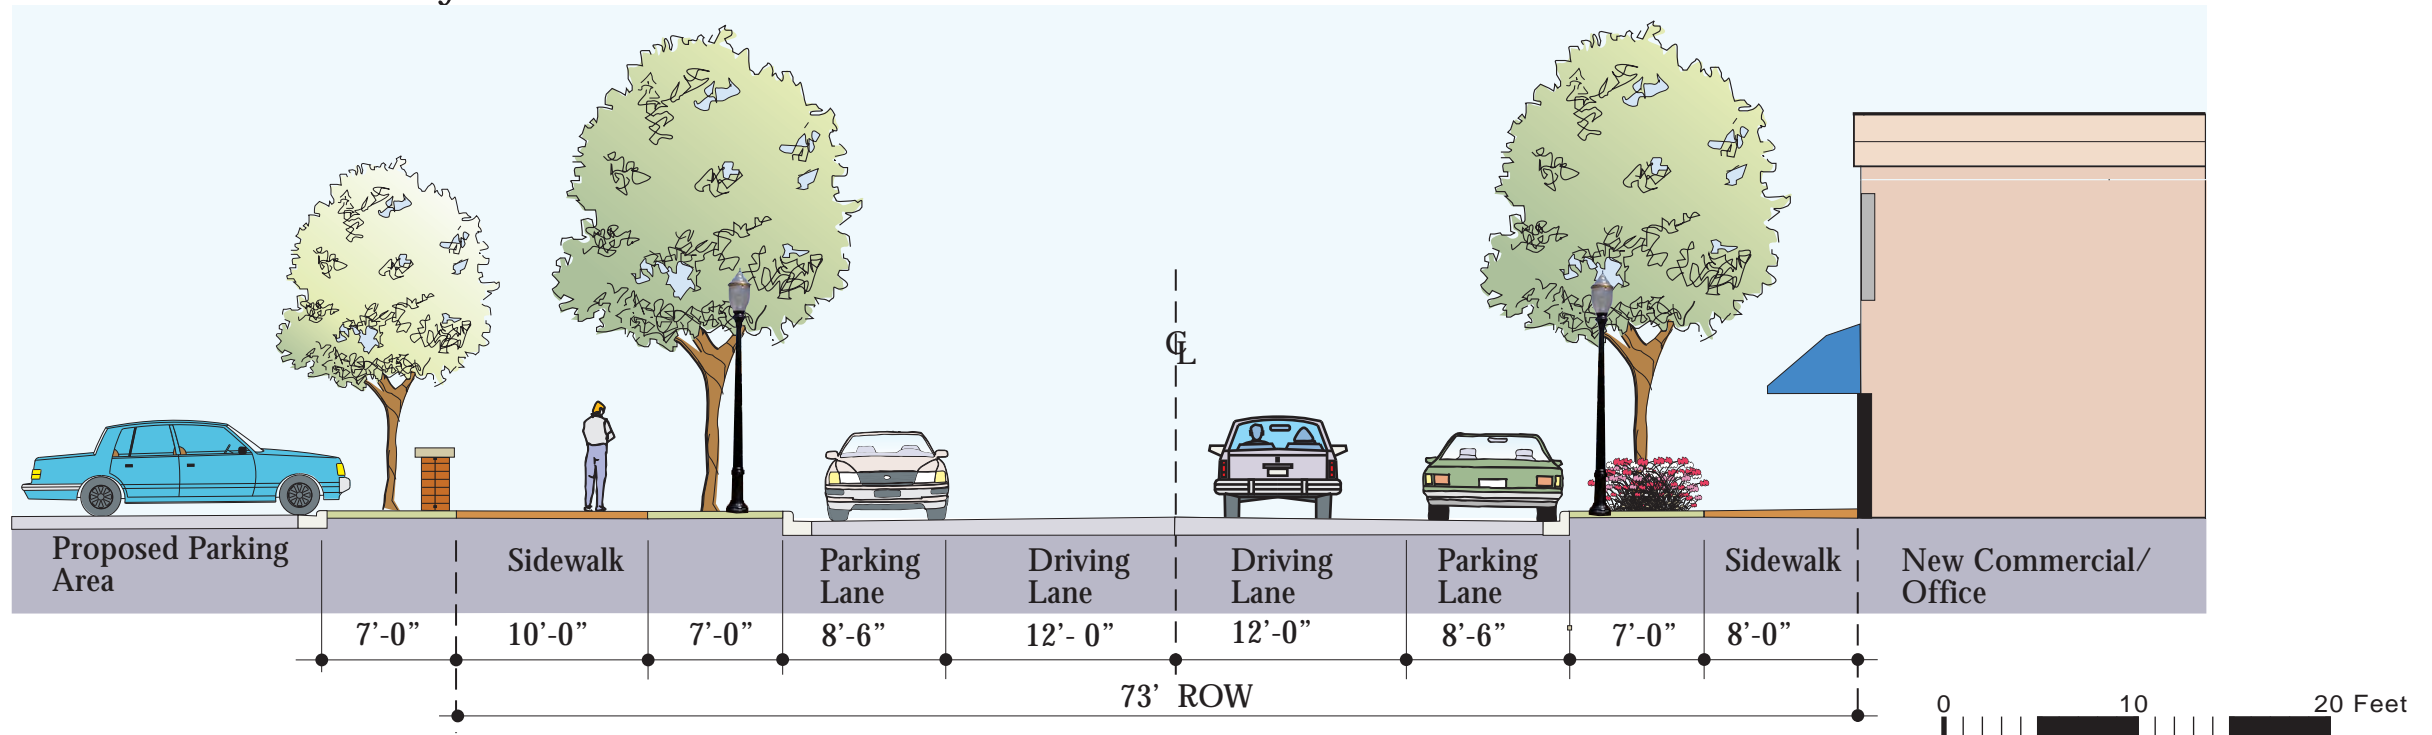 ℄
Proposed Parking
Area
Sidewalk
Parking
Lane
Driving
Lane
Driving
Lane
Parking
Lane
Sidewalk
New Commercial/
Office
7’-0” 10’-0” 7’-0” 8’-6” 12’- 0” 12’-0” 8’-6” 7’-0” 8’-0”
73’ ROW
0 10 20 Feet